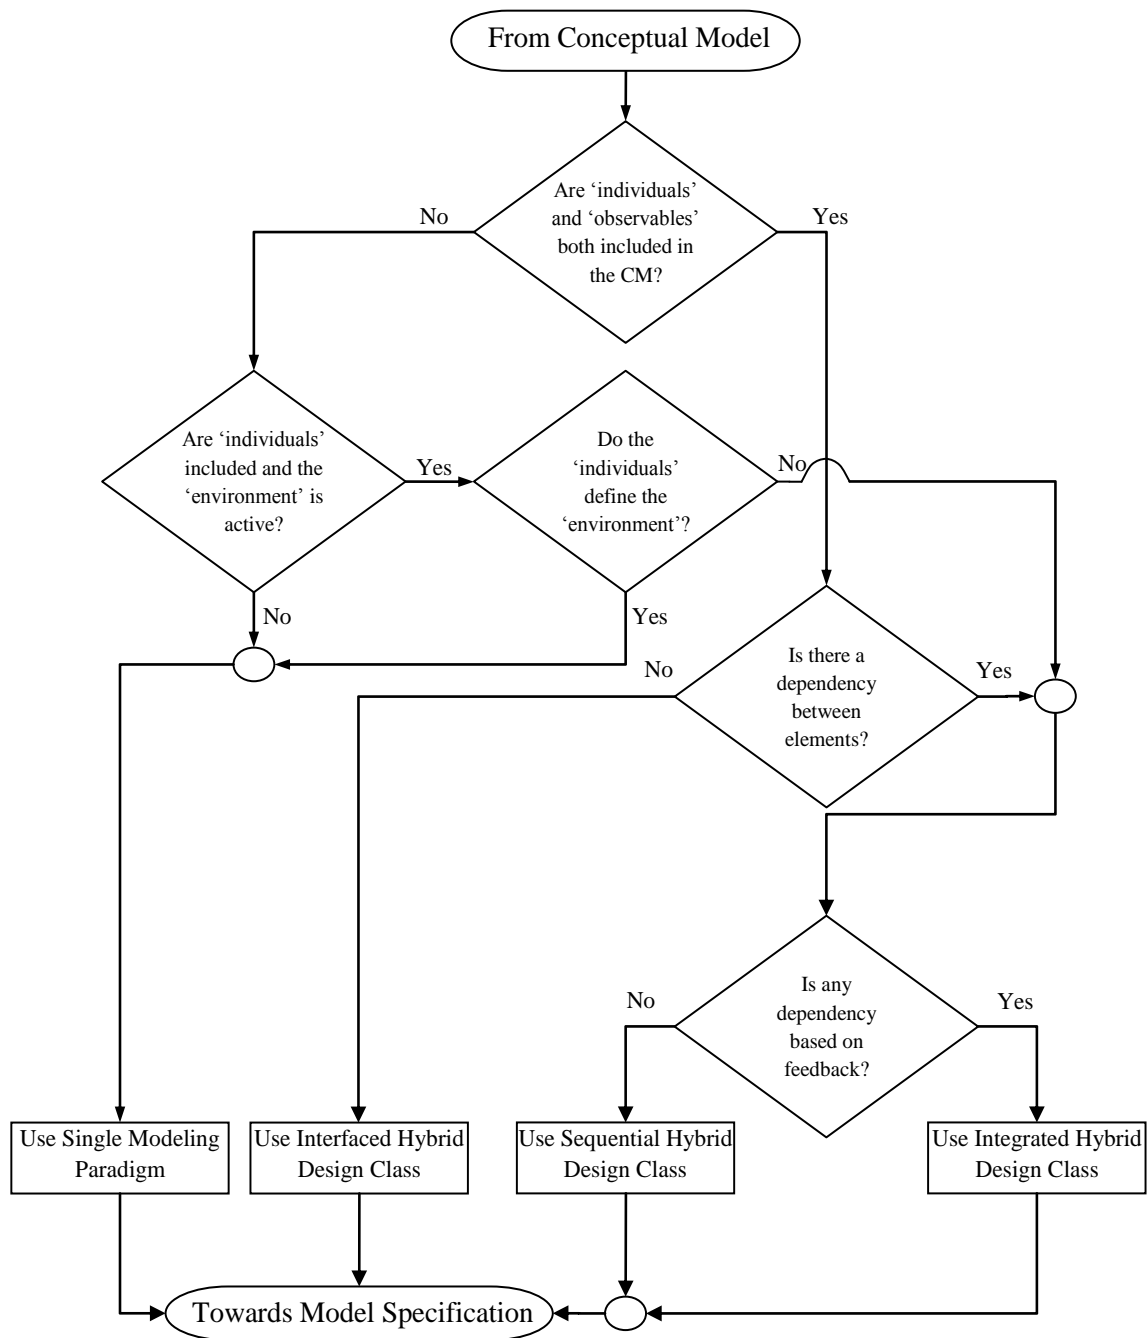 From Conceptual Model
Are ‘individuals’
and ‘observables’
both included in
the CM?
No
Yes
Are ‘individuals’
included and the
‘environment’ is
active?
Yes
Do the
‘individuals’
define the
‘environment’?
No
No
Yes
Is there a
dependency
between
elements?
No
Yes
Is any
dependency
based on
feedback?
No
Yes
Use Single Modeling
Paradigm
Use Interfaced Hybrid
Design Class
Use Sequential Hybrid
Design Class
Use Integrated Hybrid
Design Class
Towards Model Specification